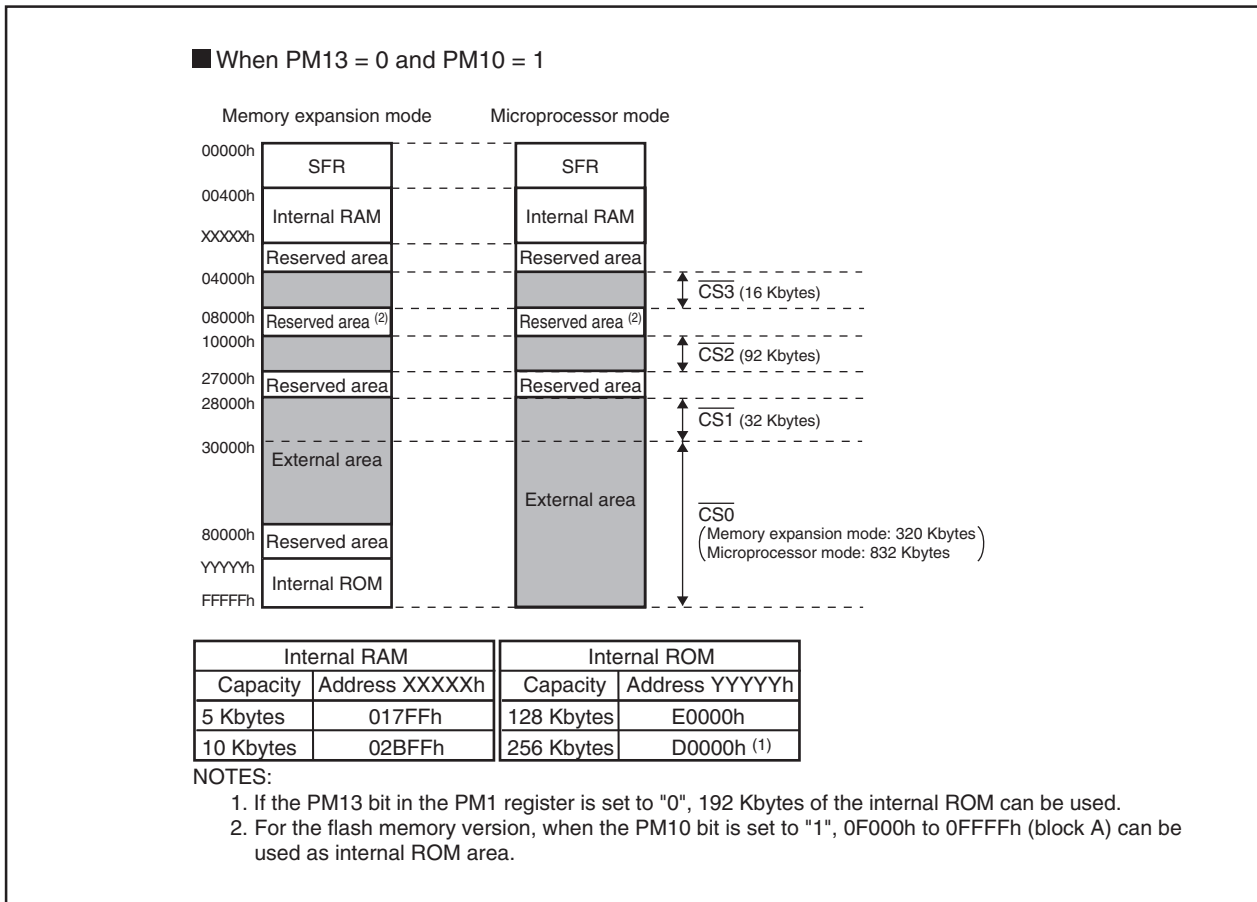 When PM13 = 0 and PM10 = 1
Memory expansion mode Microprocessor mode
00000h
SFR SFR
00400h
Internal RAM Internal RAM
XXXXXh
Reserved area Reserved area
04000h
CS3 (16 Kbytes)
08000h Reserved area (2) Reserved area (2)
10000h
CS2 (92 Kbytes)
27000h
Reserved area Reserved area
28000h
CS1 (32 Kbytes)
30000h
External area
External area
CS0
(Memory expansion mode: 320 Kbytes
Microprocessor mode: 832 Kbytes)
80000h
Reserved area
YYYYYh
Internal ROM
FFFFFh
Internal RAM Internal ROM
Capacity Address XXXXXh Capacity Address YYYYYh
5 Kbytes 017FFh 128 Kbytes E0000h
10 Kbytes 02BFFh 256 Kbytes D0000h (1)
NOTES:
1. If the PM13 bit in the PM1 register is set to "0", 192 Kbytes of the internal ROM can be used.
2. For the flash memory version, when the PM10 bit is set to "1", 0F000h to 0FFFFh (block A) can be
used as internal ROM area.